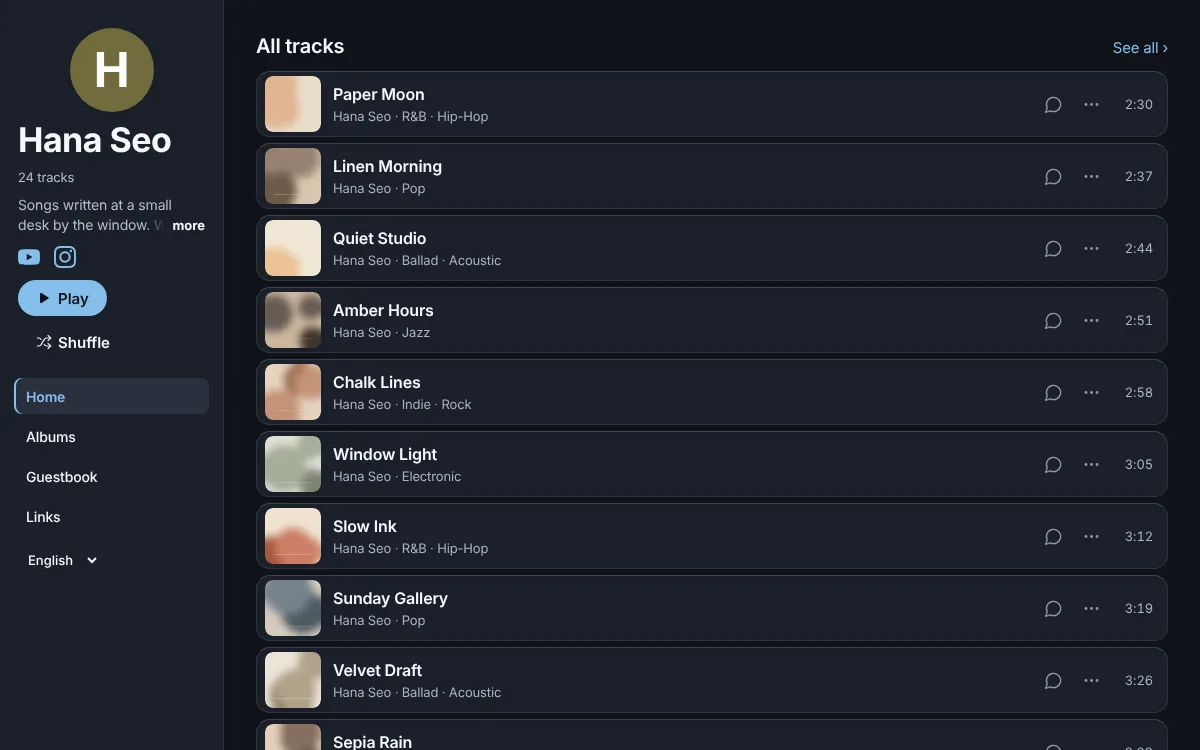 H
Hana Seo
24 tracks
Songs written at a small
desk by the window. more
Play
Shuffle
Home
Albums
Guestbook
Links
English
All tracks
See all ›
Paper Moon
Hana Seo · R&B · Hip-Hop
2:30
Linen Morning
Hana Seo · Pop
2:37
Quiet Studio
Hana Seo · Ballad · Acoustic
2:44
Amber Hours
Hana Seo · Jazz
2:51
Chalk Lines
Hana Seo · Indie · Rock
2:58
Window Light
Hana Seo · Electronic
3:05
Slow Ink
Hana Seo · R&B · Hip-Hop
3:12
Sunday Gallery
Hana Seo · Pop
3:19
Velvet Draft
Hana Seo · Ballad · Acoustic
3:26
Sepia Rain